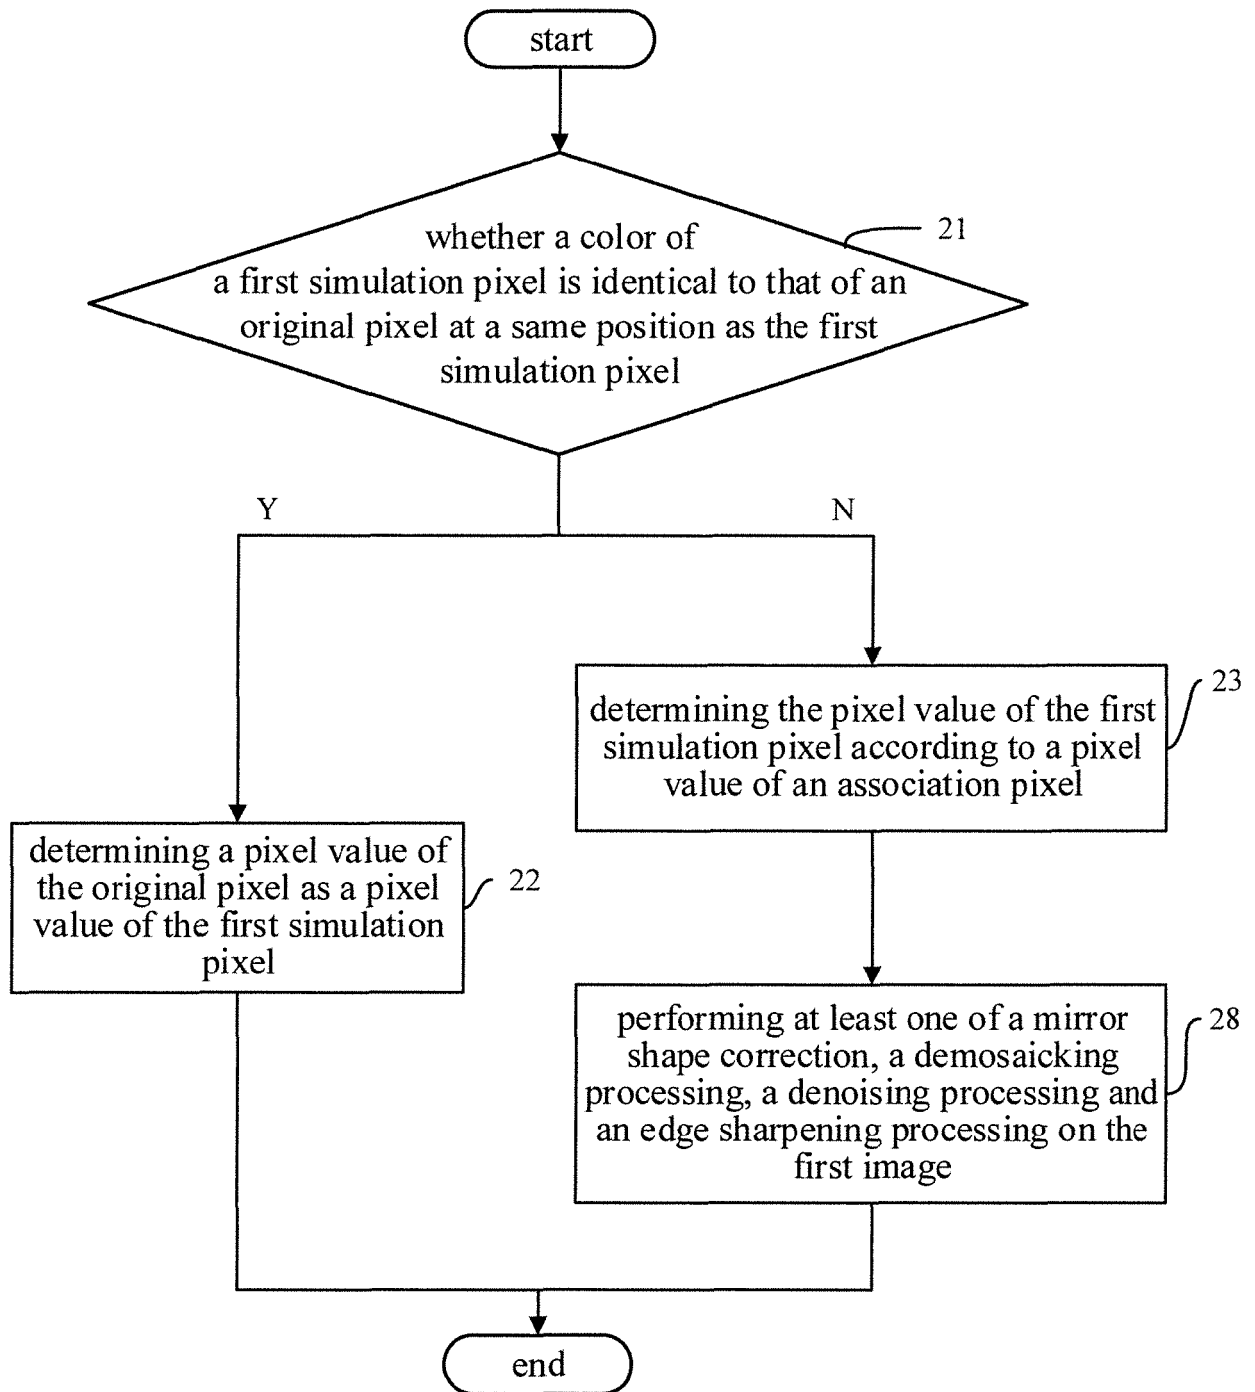 start
whether a color of
a first simulation pixel is identical to that of an
original pixel at a same position as the first
simulation pixel
21
Y
N
determining the pixel value of the first
simulation pixel according to a pixel
value of an association pixel
23
determining a pixel value of
the original pixel as a pixel
value of the first simulation
pixel
22
performing at least one of a mirror
shape correction, a demosaicking
processing, a denoising processing and
an edge sharpening processing on the
first image
28
end